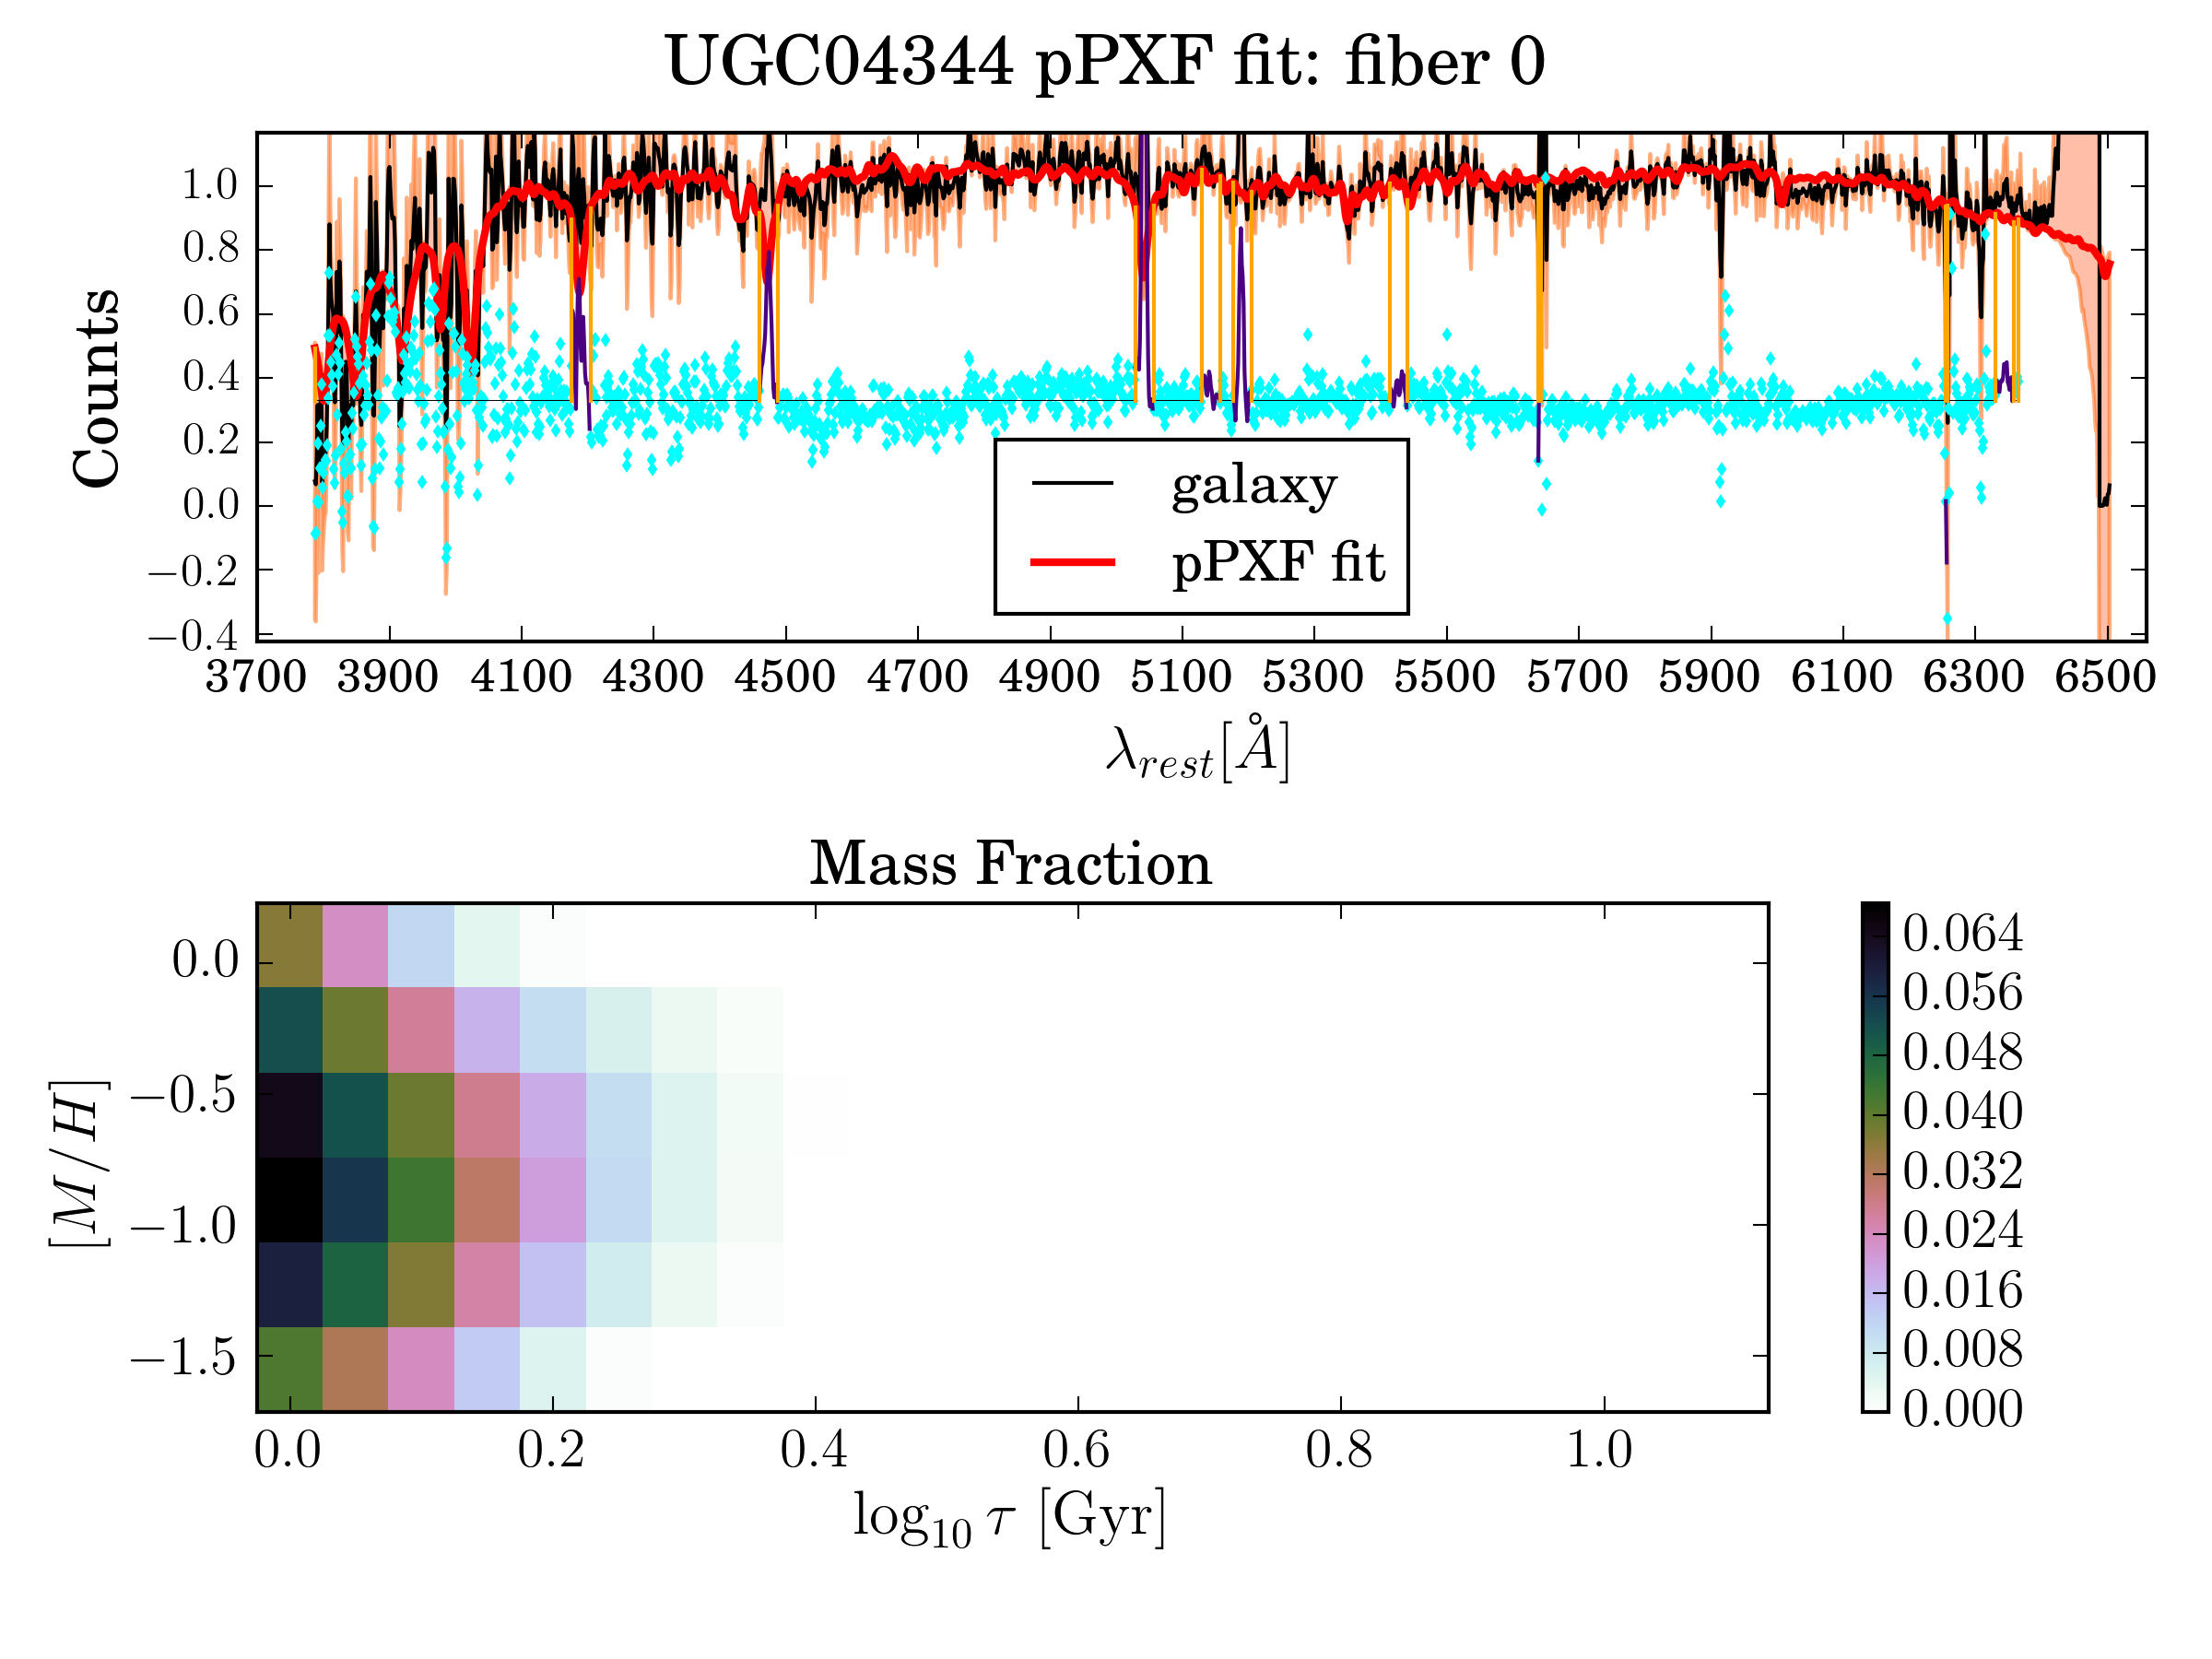 UGC04344 pPXF fit: fiber 0
Counts
1.0
0.8
0.6
0.4
0.2
0.0
−0.2
−0.4
galaxy
pPXF fit
3700 3900 4100 4300 4500 4700 4900 5100 5300 5500 5700 5900 6100 6300 6500
λrest[Å]
Mass Fraction
[M/H]
0.0
−0.5
−1.0
−1.5
0.0 0.2 0.4 0.6 0.8 1.0
log10 τ [Gyr]
0.064
0.056
0.048
0.040
0.032
0.024
0.016
0.008
0.000